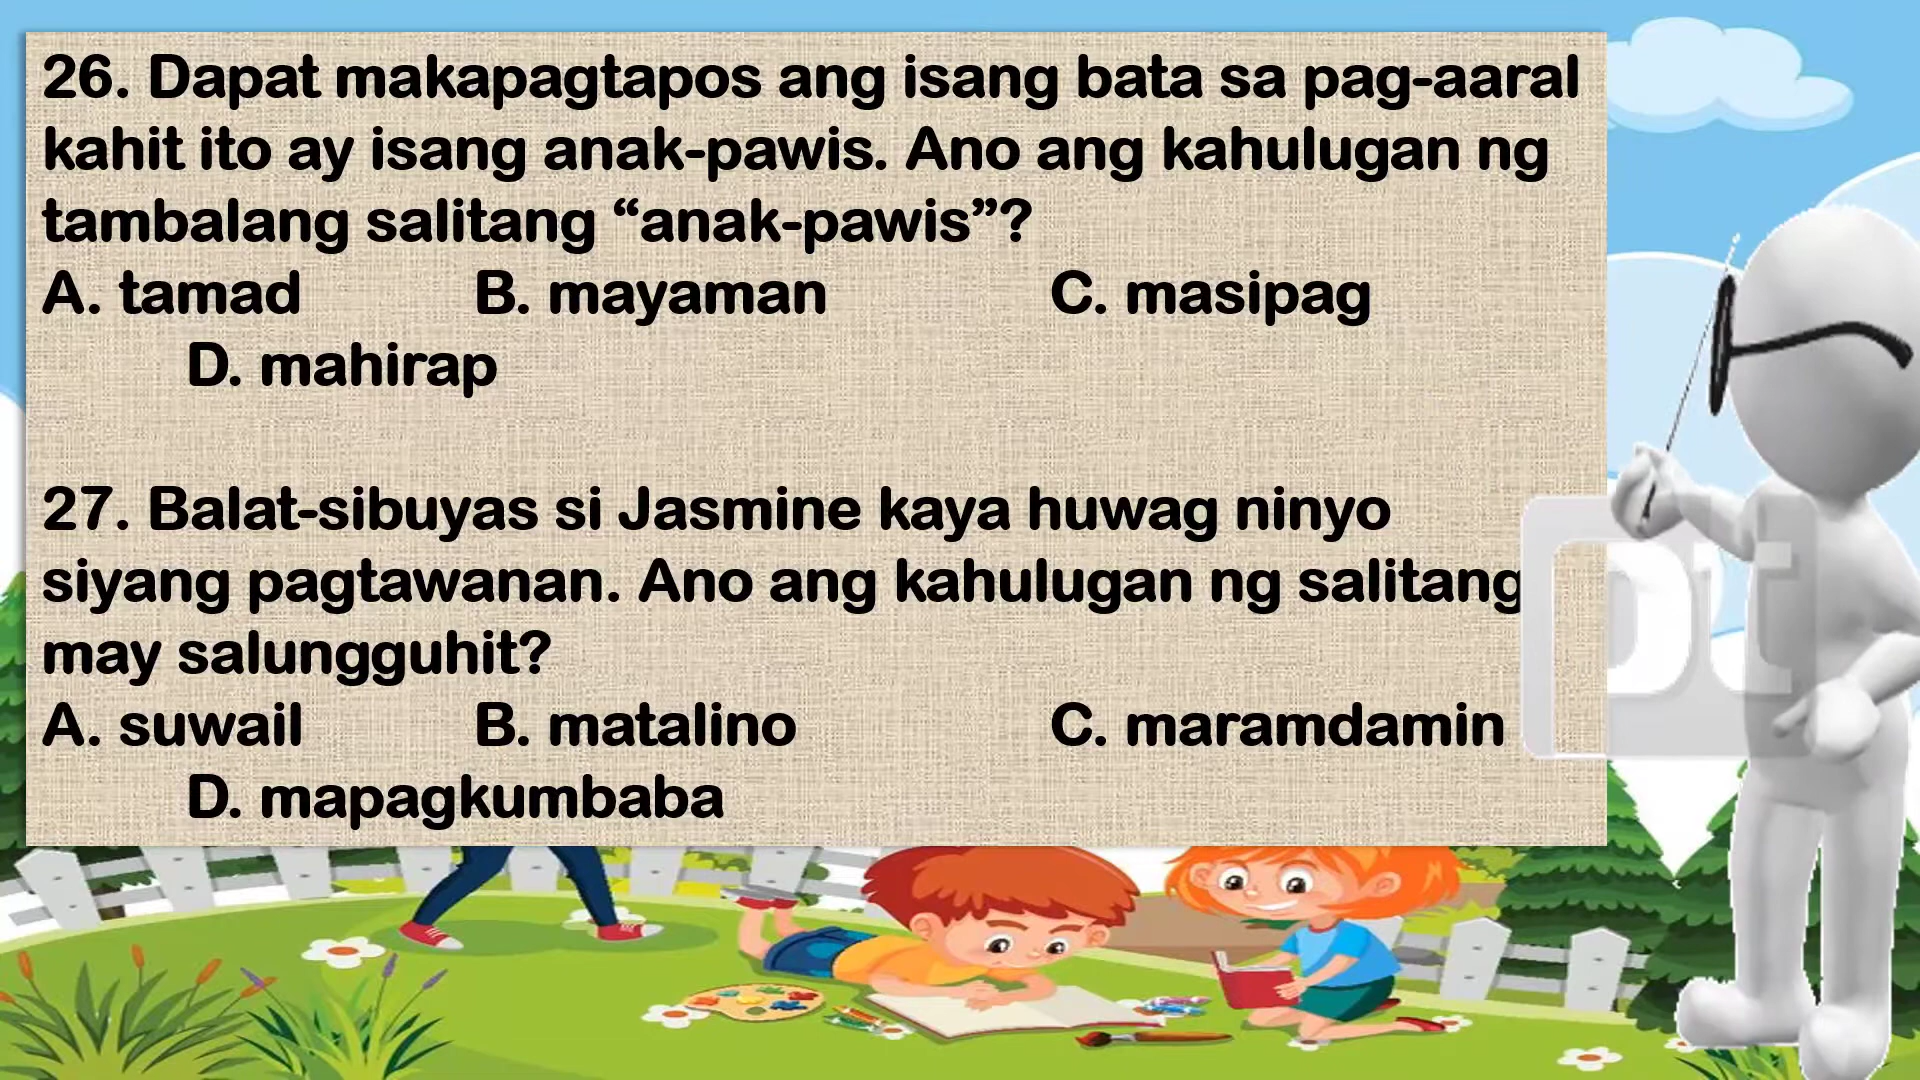 26. Dapat makapagtapos ang isang bata sa pag-aaral
kahit ito ay isang anak-pawis. Ano ang kahulugan ng
tambalang salitang “anak-pawis”?
A. tamad B. mayaman C. masipag
D. mahirap
27. Balat-sibuyas si Jasmine kaya huwag ninyo
siyang pagtawanan. Ano ang kahulugan ng salitang
may salungguhit?
A. suwail B. matalino C. maramdamin
D. mapagkumbaba